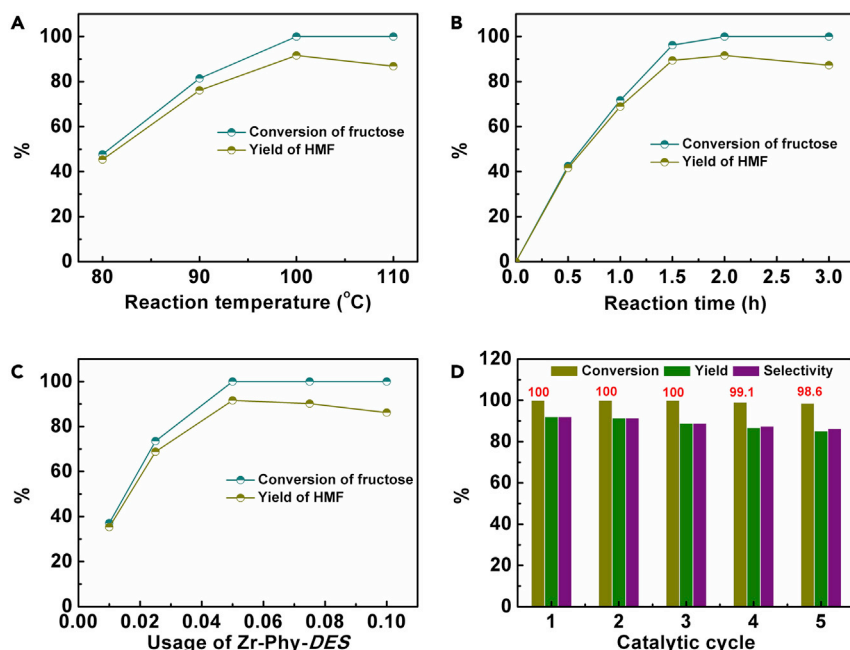 A
100
80
60
40
20
0
%
Conversion of fructose
Yield of HMF
80 90 100 110
Reaction temperature (°C)
B
100
80
60
40
20
0
%
Conversion of fructose
Yield of HMF
0.0 0.5 1.0 1.5 2.0 2.5 3.0
Reaction time (h)
C
100
80
60
40
20
0
%
Conversion of fructose
Yield of HMF
0.00 0.02 0.04 0.06 0.08 0.10
Usage of Zr-Phy-DES
D
120
100
80
60
40
20
0
%
Conversion Yield Selectivity
100 100 100 99.1 98.6
1 2 3 4 5
Catalytic cycle